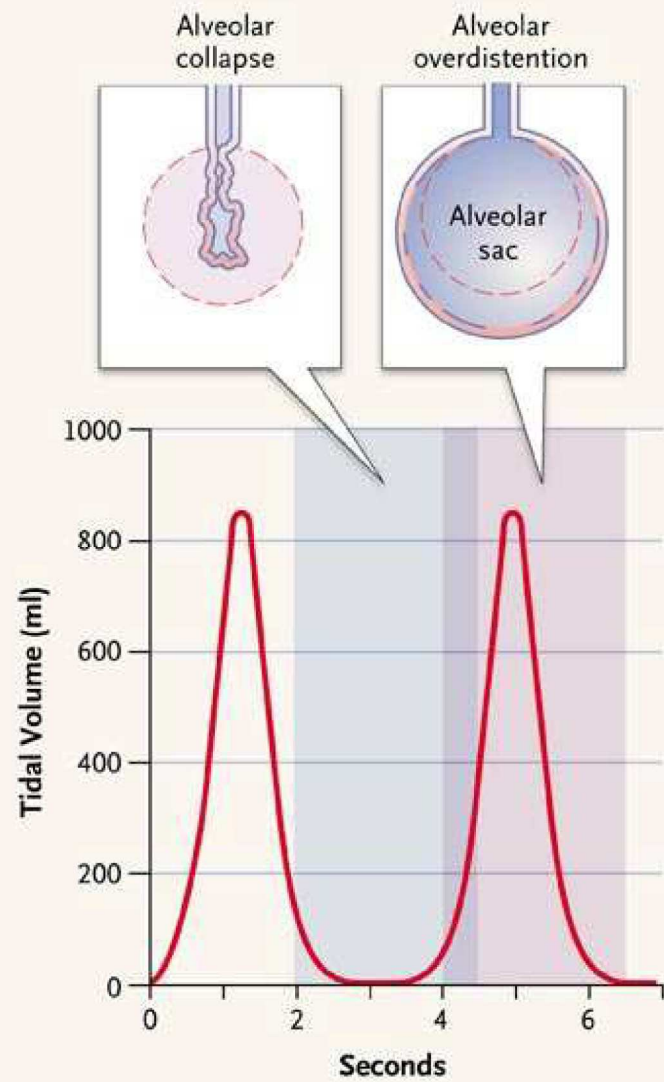 Alveolar
collapse
Alveolar
overdistention
Alveolar
sac
1000
800
600
400
200
0
Tidal Volume (ml)
0 2 4 6
Seconds